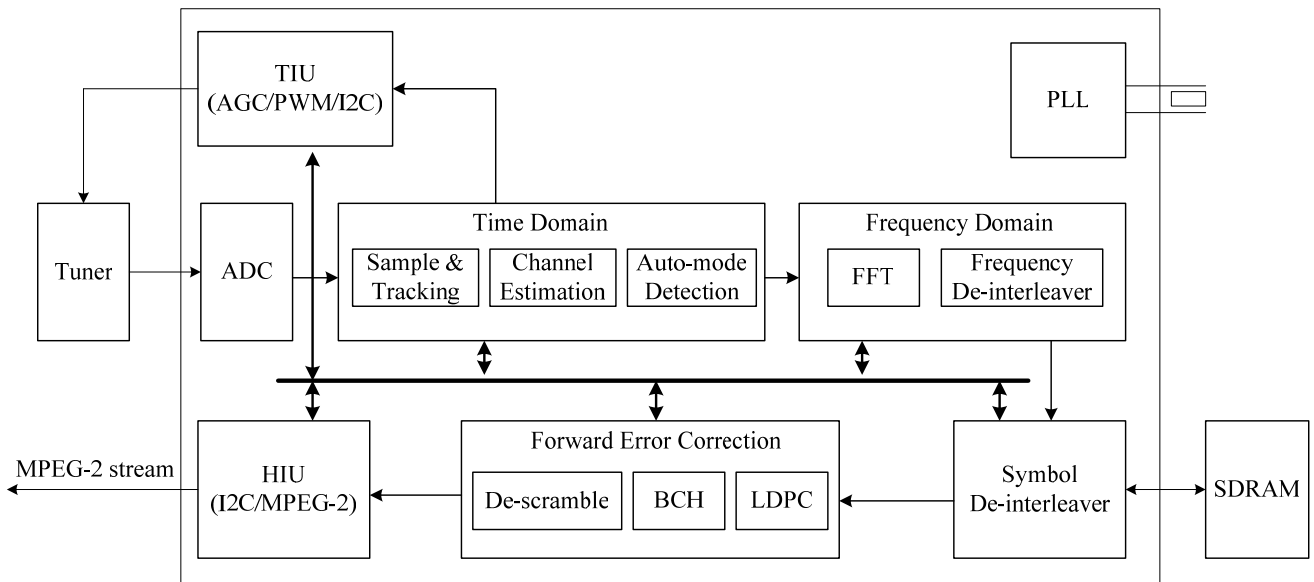 TIU
(AGC/PWM/I2C)
PLL
Tuner
ADC
Time Domain
Sample &
Tracking
Channel
Estimation
Auto-mode
Detection
Frequency Domain
FFT
Frequency
De-interleaver
MPEG-2 stream
HIU
(I2C/MPEG-2)
Forward Error Correction
De-scramble
BCH
LDPC
Symbol
De-interleaver
SDRAM